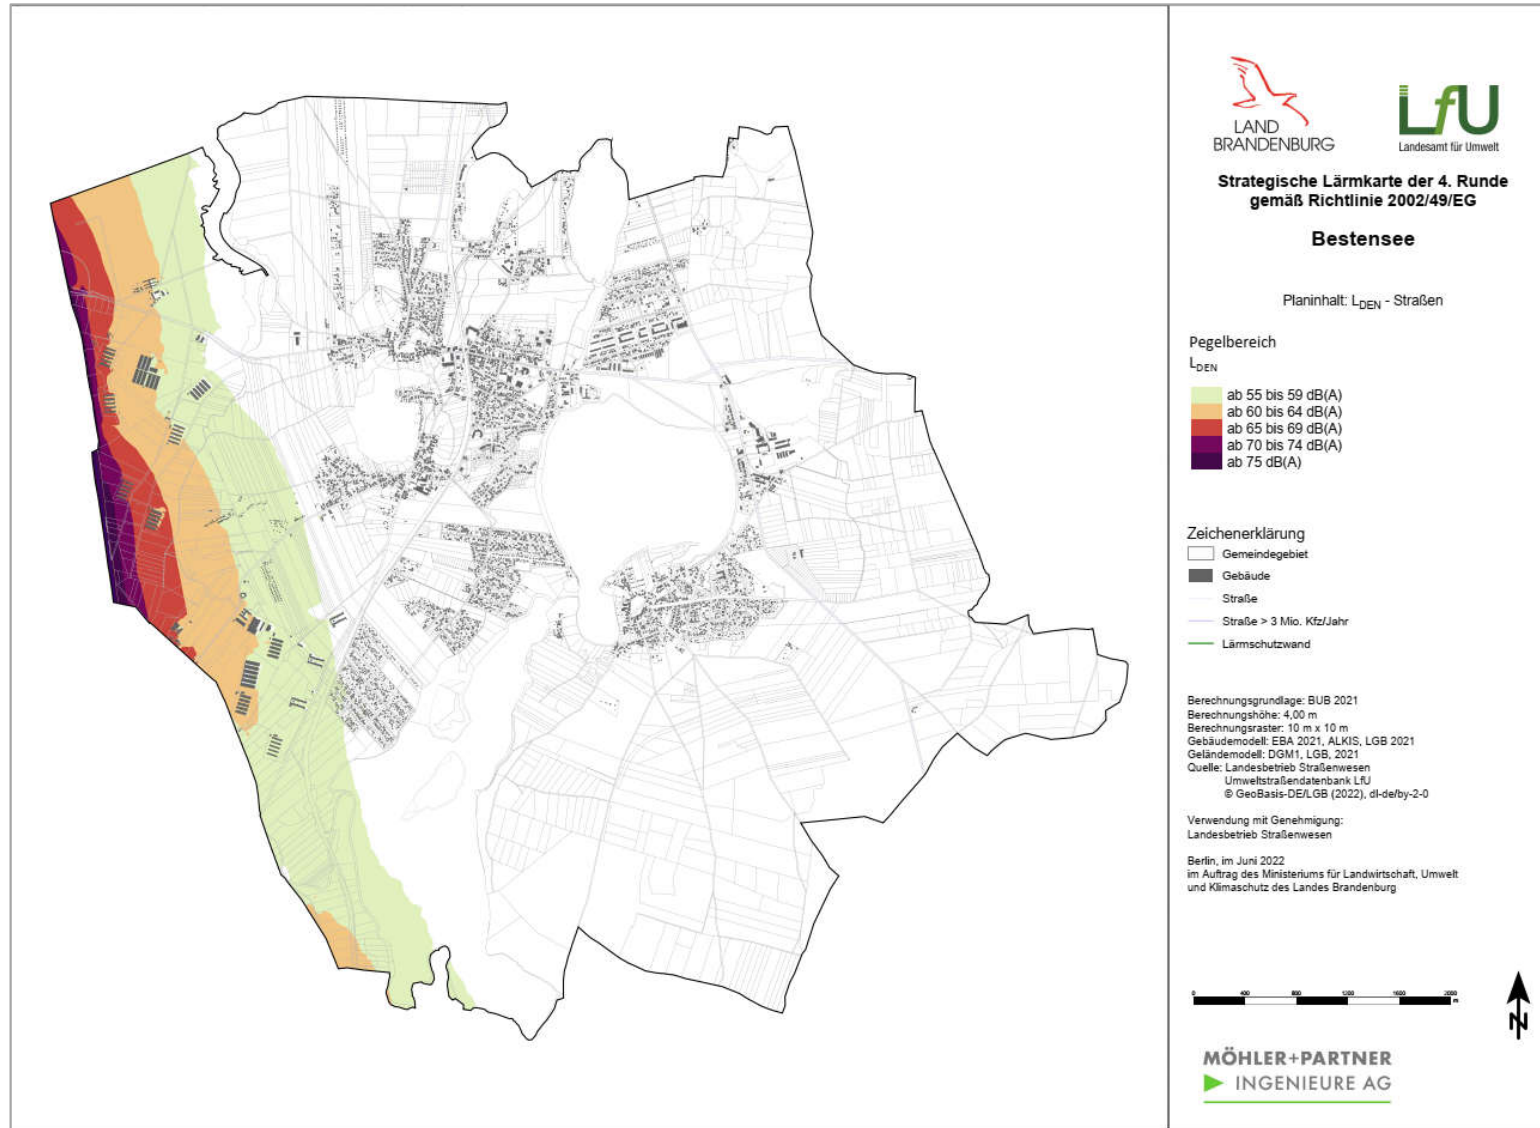 LAND
BRANDENBURG
LfU
Landesamt für Umwelt
Strategische Lärmkarte der 4. Runde
gemäß Richtlinie 2002/49/EG
Bestensee
Planinhalt: LDEN - Straßen
Pegelbereich
LDEN
ab 55 bis 59 dB(A)
ab 60 bis 64 dB(A)
ab 65 bis 69 dB(A)
ab 70 bis 74 dB(A)
ab 75 dB(A)
Zeichenerklärung
Gemeindegebiet
Gebäude
Straße
Straße > 3 Mio. Kfz/Jahr
Lärmschutzwand
Berechnungsgrundlage: BUB 2021
Berechnungshöhe: 4,00 m
Berechnungsraster: 10 m x 10 m
Gebäudemodell: EBA 2021, ALKIS, LGB 2021
Geländemodell: DGM1, LGB, 2021
Quelle: Landesbetrieb Straßenwesen
Umweltstraßendatenbank LfU
© GeoBasis-DE/LGB (2022), dl-de/by-2-0
Verwendung mit Genehmigung:
Landesbetrieb Straßenwesen
Berlin, im Juni 2022
im Auftrag des Ministeriums für Landwirtschaft, Umwelt
und Klimaschutz des Landes Brandenburg
0 400 800 1200 1600 2000
m
N
MÖHLER+PARTNER
INGENIEURE AG